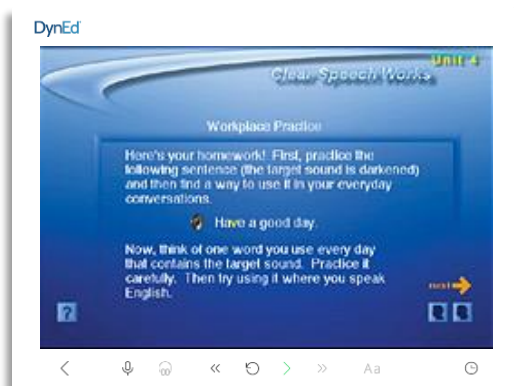 DynEd
Unit 4
Clear Speech Works
Workplace Practice
Here's your homework! First, practice the
following sentence (the target sound is darkened)
and then find a way to use it in your everyday
conversations.
Have a good day.
Now, think of one word you use every day
that contains the target sound. Practice it
carefully. Then try using it where you speak
English.
next
?
Aa